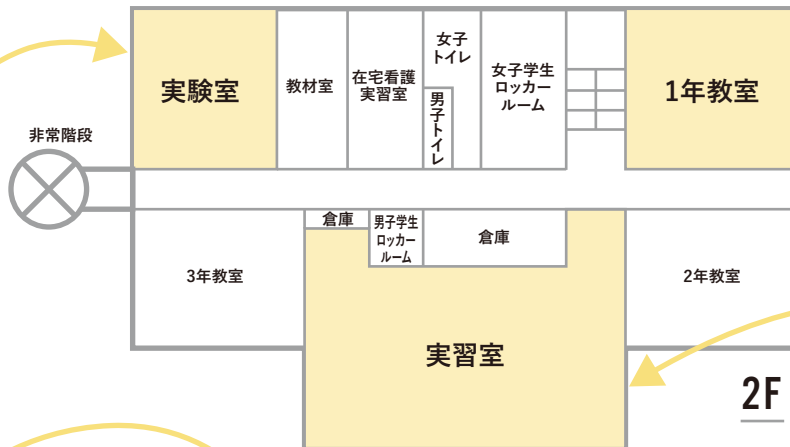 実験室
教材室
在宅看護
実習室
女子
トイレ
男子トイレ
女子学生
ロッカー
ルーム
1年教室
非常階段
倉庫
男子学生
ロッカー
ルーム
倉庫
3年教室
2年教室
実習室
2F